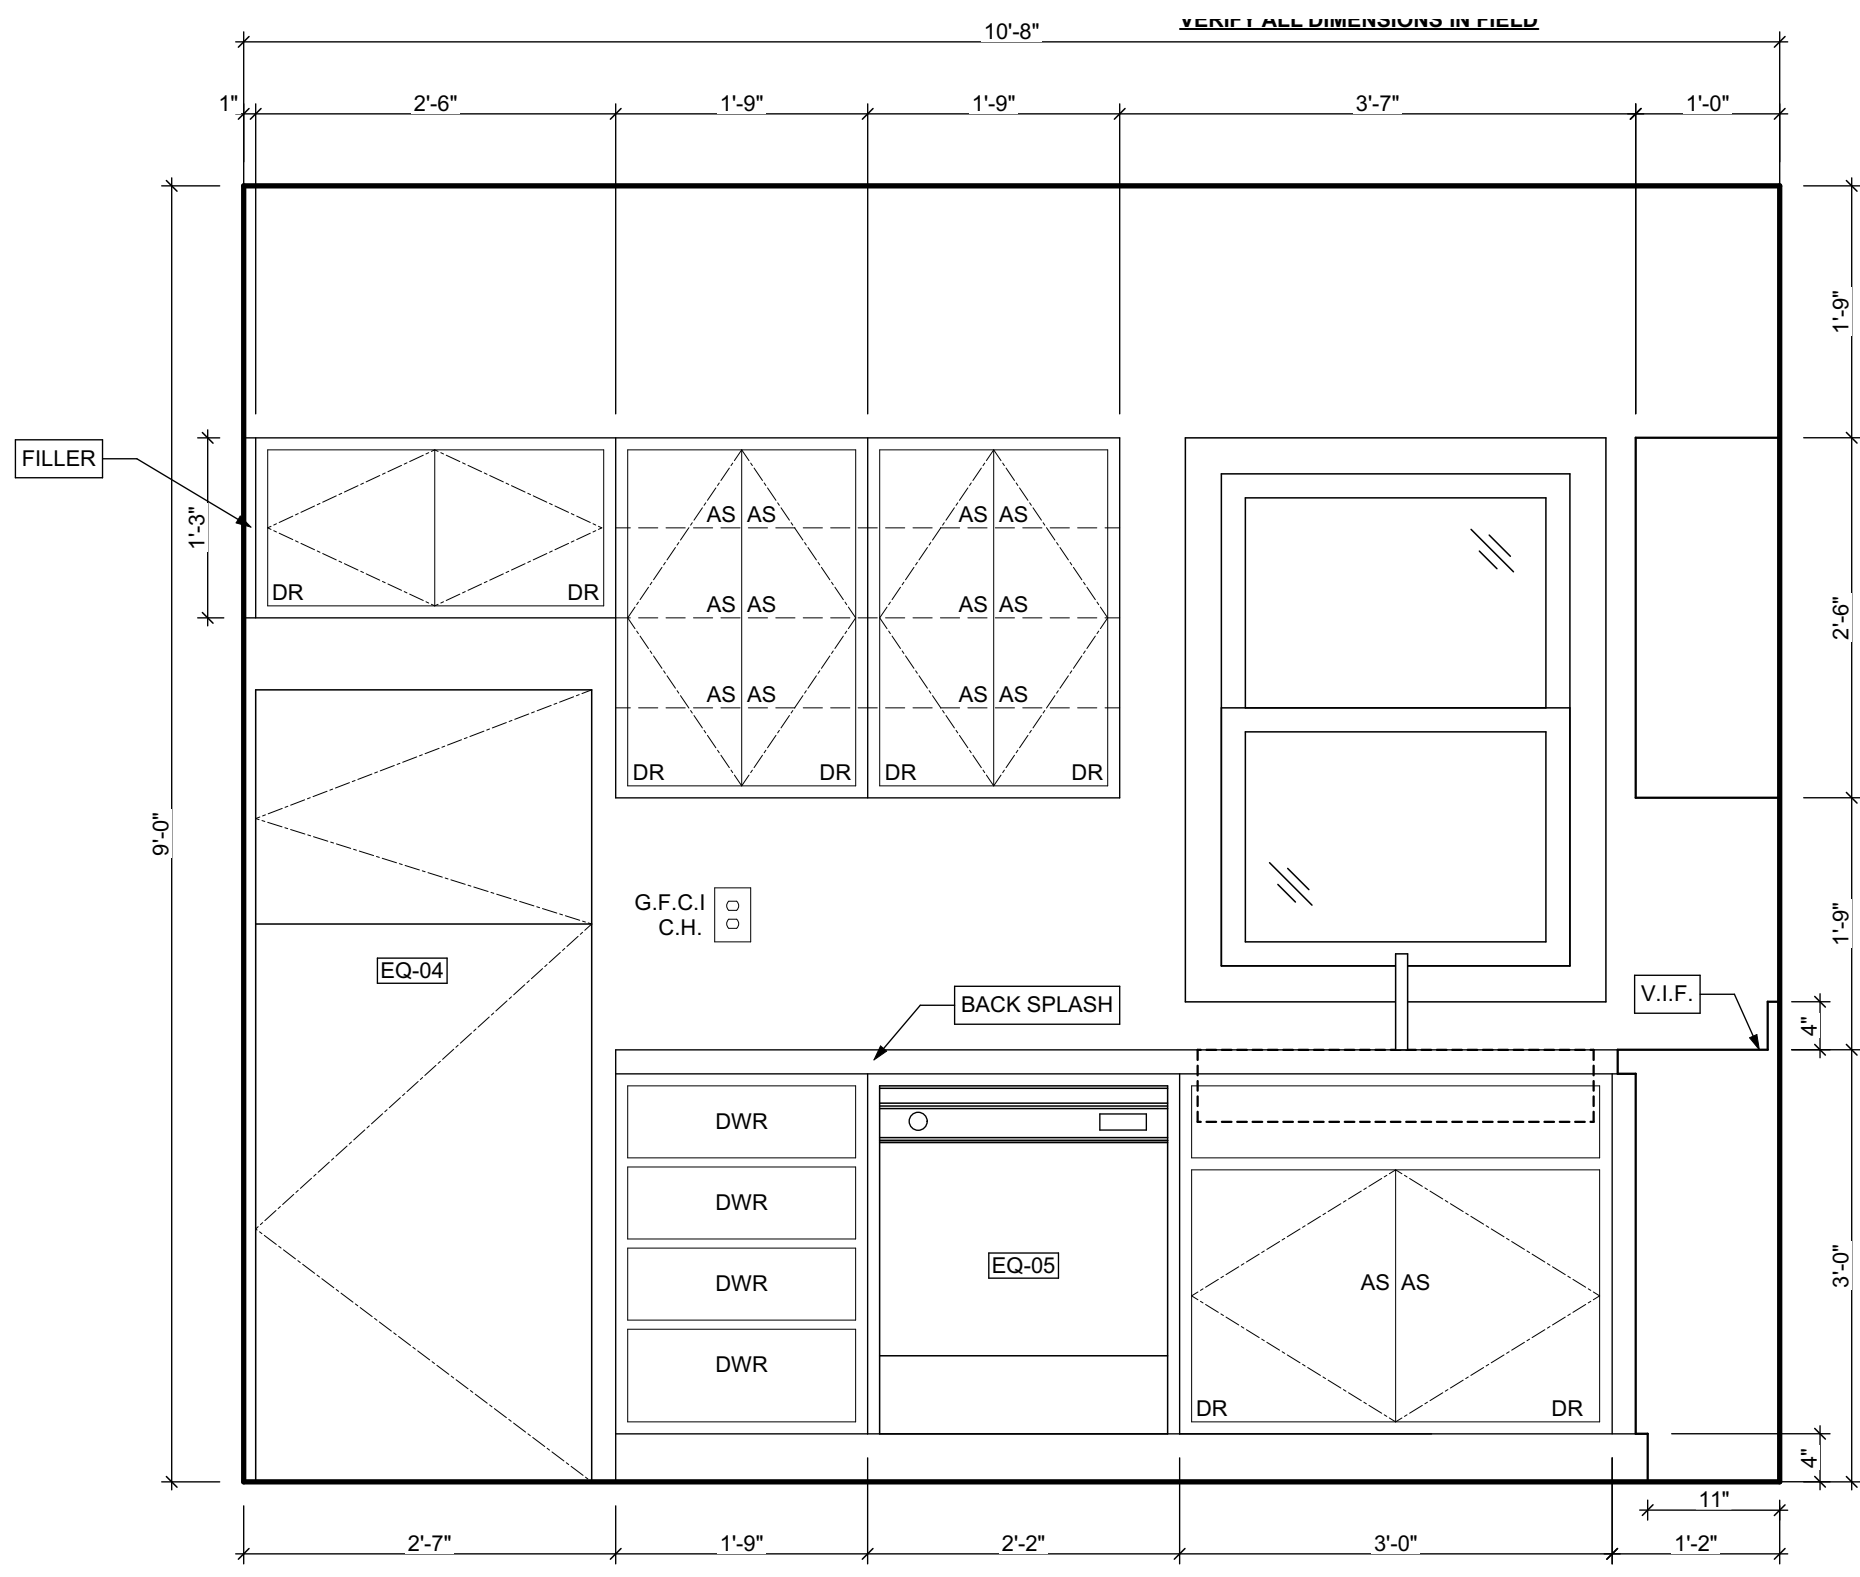 VERIFY ALL DIMENSIONS IN FIELD
10'-8"
1" 2'-6" 1'-9" 1'-9" 3'-7" 1'-0"
1'-9"
FILLER
1'-3"
AS AS AS AS
DR DR
AS AS AS AS
2'-6"
AS AS AS AS
DR DR DR DR
9'-0"
G.F.C.I
C.H.
1'-9"
EQ-04
BACK SPLASH
V.I.F.
4"
DWR
DWR
EQ-05
3'-0"
DWR
AS AS
DWR
DR DR
4"
11"
2'-7" 1'-9" 2'-2" 3'-0" 1'-2"